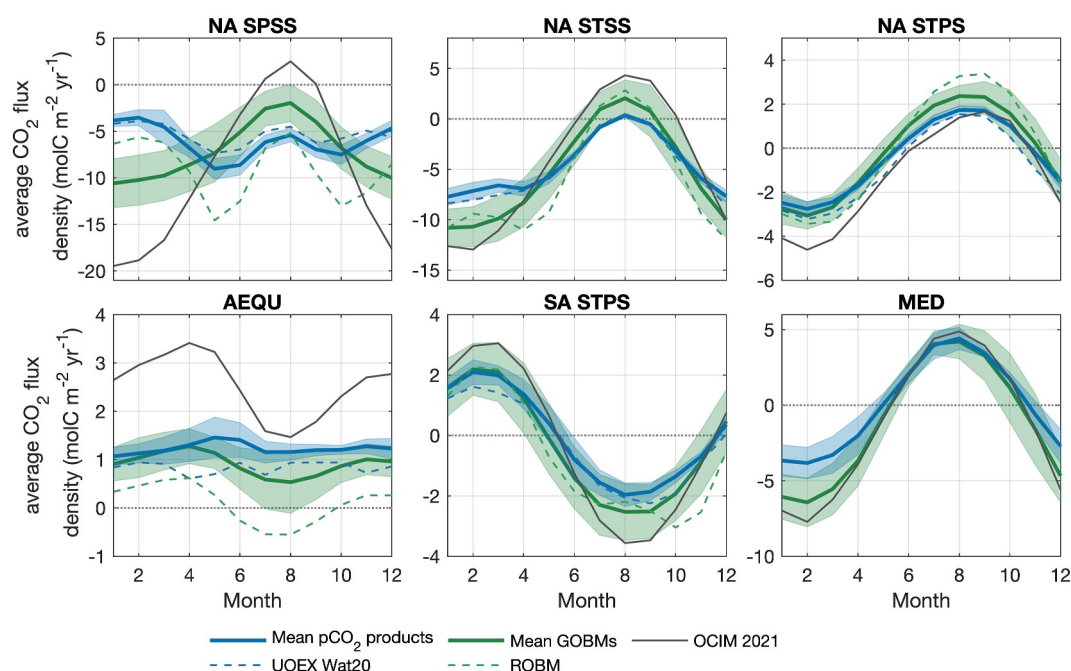 NA SPSS
NA STSS
NA STPS
average CO2 flux
density (molC m−2 yr−1)
5
0
-5
-10
-15
-20
5
0
-5
-10
-15
4
2
0
-2
-4
-6
AEQU
SA STPS
MED
average CO2 flux
density (molC m−2 yr−1)
4
3
2
1
0
-1
4
2
0
-2
-4
5
0
-5
-10
2 4 6 8 10 12
2 4 6 8 10 12
2 4 6 8 10 12
Month
Month
Month
Mean pCO2 products
Mean GOBMs
OCIM 2021
UOEX Wat20
ROBM